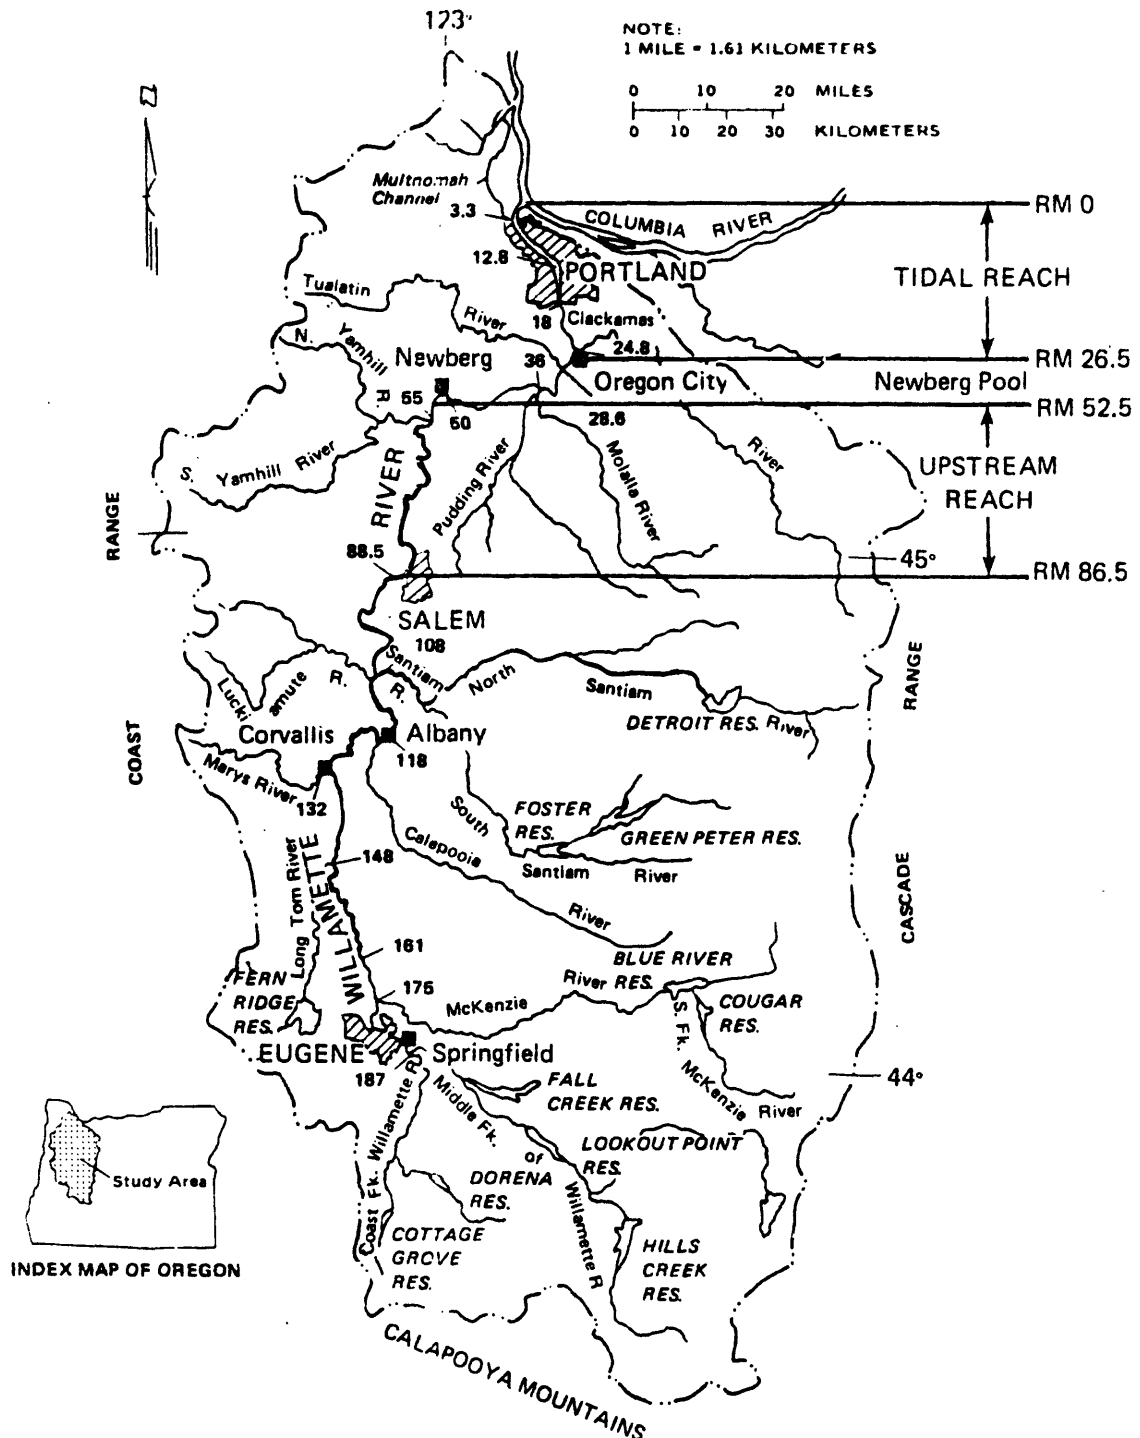 123°
NOTE:
1 MILE = 1.61 KILOMETERS
0 10 20 MILES
0 10 20 30 KILOMETERS
Multnomah
Channel
3.3
COLUMBIA RIVER
RM 0
12.8
PORTLAND
TIDAL REACH
Tualatin River
18
Clackamas
N. Yamhill R.
Newberg
36
24.8
RM 26.5
Oregon City
Newberg Pool
55
50
28.6
RM 52.5
River
S. Yamhill River
RIVER
Pudding River
Molalla River
UPSTREAM
REACH
RANGE
88.5
45°
RM 86.5
SALEM
108
Santiam R.
North Santiam River
RANGE
Luckiamute R.
DETROIT RES.
Corvallis
Albany
COAST
118
Marys River
132
South Santiam River
FOSTER
RES.
GREEN PETER RES.
Calapooia River
148
Long Tom River
WILLAMETTE
CASCADE
161
BLUE RIVER
RES.
175
McKenzie River
FERN
RIDGE
RES.
COUGAR
RES.
S. Fk. McKenzie River
EUGENE
Springfield
187
44°
FALL
CREEK RES.
Middle Fk. of Willamette R
Coast Fk. Willamette R
LOOKOUT POINT
RES.
DORENA
RES.
Study Area
COTTAGE
GROVE
RES.
HILLS
CREEK
RES.
INDEX MAP OF OREGON
CALAPOOYA MOUNTAINS